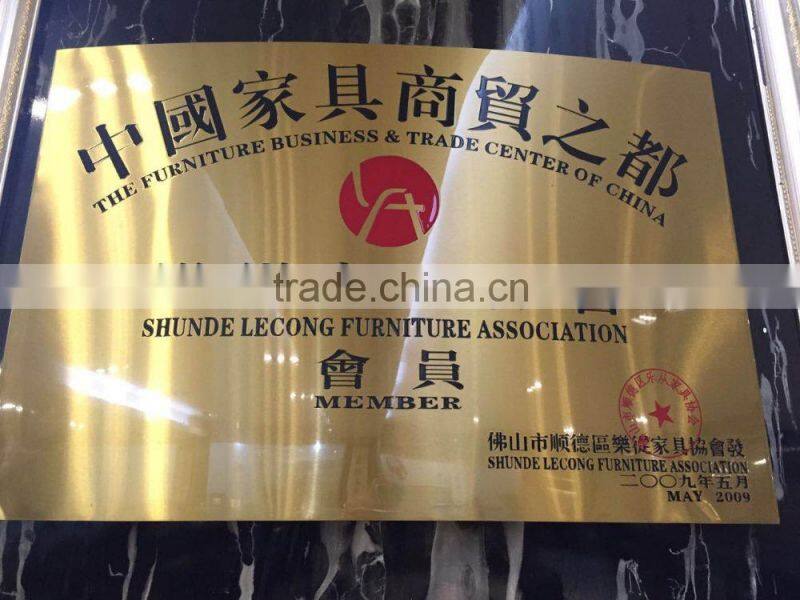 中國家具商貿之都
THE FURNITURE BUSINESS & TRADE CENTER OF CHINA
trade.china.cn
SHUNDE LECONG FURNITURE ASSOCIATION
會員
MEMBER
佛山市顺德區樂從家具協會發
SHUNDE LECONG FURNITURE ASSOCIATION
二〇〇九年五月
MAY 2009